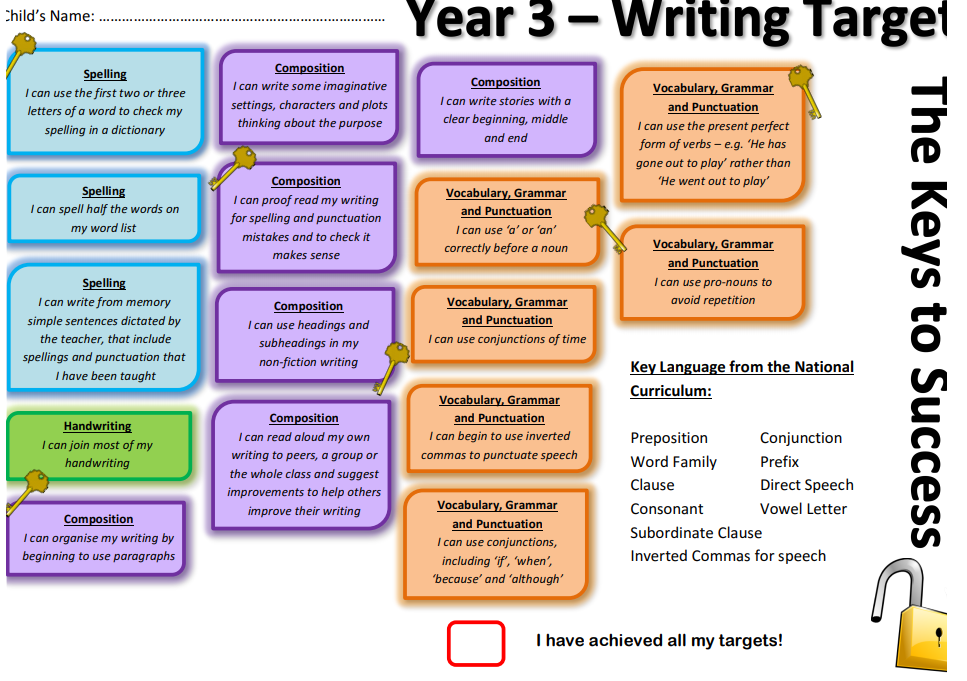 Child's Name: ……………………………………………………………
Year 3 – Writing Target
Spelling
I can use the first two or three
letters of a word to check my
spelling in a dictionary
Spelling
I can spell half the words on
my word list
Spelling
I can write from memory
simple sentences dictated by
the teacher, that include
spellings and punctuation that
I have been taught
Handwriting
I can join most of my
handwriting
Composition
I can organise my writing by
beginning to use paragraphs
Composition
I can write some imaginative
settings, characters and plots
thinking about the purpose
Composition
I can proof read my writing
for spelling and punctuation
mistakes and to check it
makes sense
Composition
I can use headings and
subheadings in my
non-fiction writing
Composition
I can read aloud my own
writing to peers, a group or
the whole class and suggest
improvements to help others
improve their writing
Composition
I can write stories with a
clear beginning, middle
and end
Vocabulary, Grammar
and Punctuation
I can use 'a' or 'an'
correctly before a noun
Vocabulary, Grammar
and Punctuation
I can use conjunctions of time
Vocabulary, Grammar
and Punctuation
I can begin to use inverted
commas to punctuate speech
Vocabulary, Grammar
and Punctuation
I can use conjunctions,
including 'if', 'when',
'because' and 'although'
Vocabulary, Grammar
and Punctuation
I can use the present perfect
form of verbs – e.g. 'He has
gone out to play' rather than
'He went out to play'
Vocabulary, Grammar
and Punctuation
I can use pro-nouns to
avoid repetition
Key Language from the National
Curriculum:
Preposition Conjunction
Word Family Prefix
Clause Direct Speech
Consonant Vowel Letter
Subordinate Clause
Inverted Commas for speech
The Keys to Success
I have achieved all my targets!